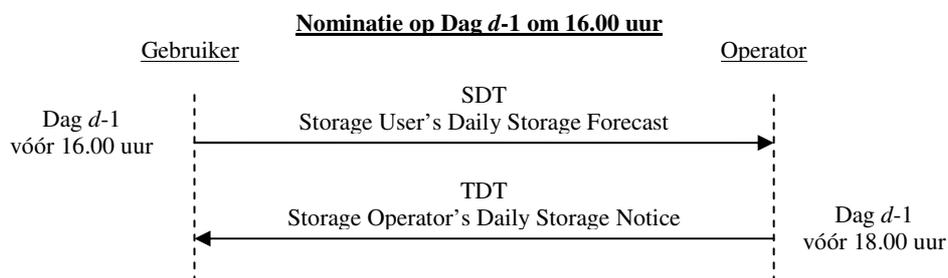 Nominatie op Dag d-1 om 16.00 uur
Gebruiker
Operator
SDT
Storage User's Daily Storage Forecast
Dag d-1
vóór 16.00 uur
TDT
Storage Operator's Daily Storage Notice
Dag d-1
vóór 18.00 uur